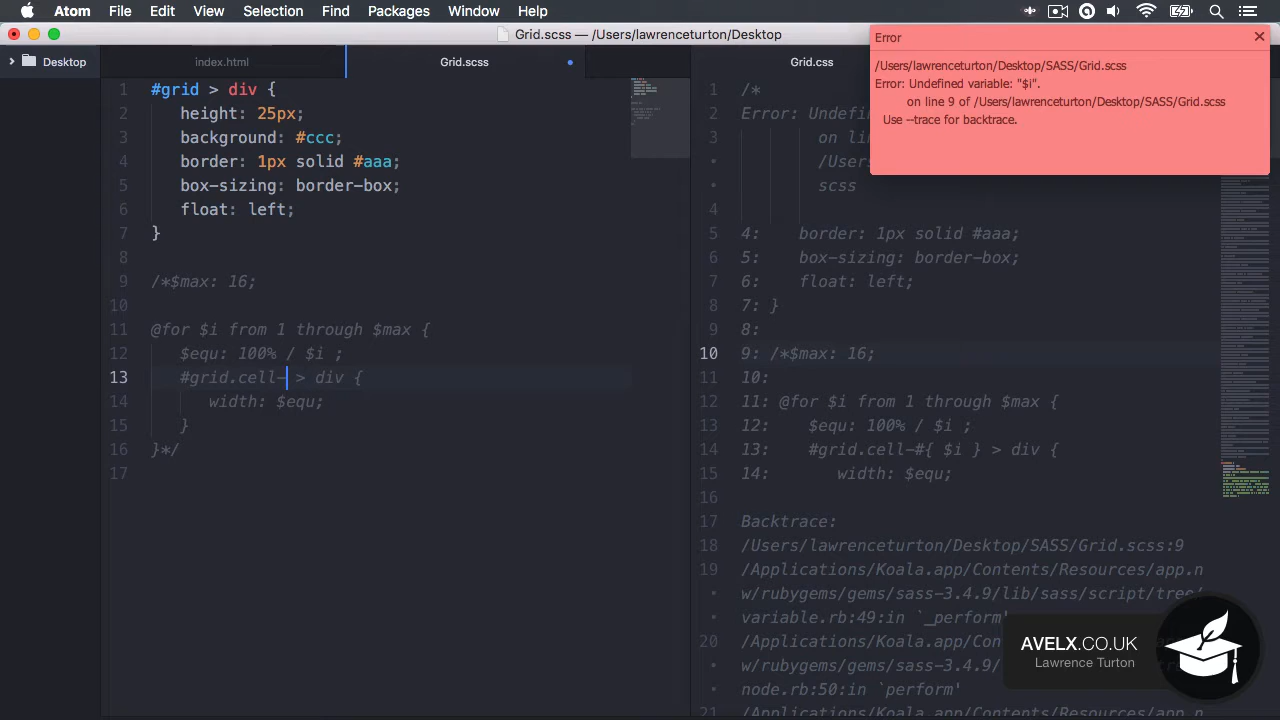 Atom File Edit View Selection Find Packages Window Help
Grid.scss — /Users/lawrenceturton/Desktop
Desktop
index.html
Grid.scss
1 #grid > div {
2 height: 25px;
3 background: #ccc;
4 border: 1px solid #aaa;
5 box-sizing: border-box;
6 float: left;
7 }
8
9 /*$max: 16;
10
11 @for $i from 1 through $max {
12 $equ: 100% / $i ;
13 #grid.cell- > div {
14 width: $equ;
15 }
16 }*/
17
Grid.css
1 /*
2 Error: Undefi
3 on li
• /User
• scss
4
5 4: border: 1px solid #aaa;
6 5: box-sizing: border-box;
7 6: float: left;
8 7: }
9 8:
10 9: /*$max: 16;
11 10:
12 11: @for $i from 1 through $max {
13 12: $equ: 100% / $i ;
14 13: #grid.cell-#{ $i } > div {
15 14: width: $equ;
16
17 Backtrace:
18 /Users/lawrenceturton/Desktop/SASS/Grid.scss:9
19 /Applications/Koala.app/Contents/Resources/app.n
• w/rubygems/gems/sass-3.4.9/lib/sass/script/tree/
• variable.rb:49:in `_perform'
20 /Applications/Koala.app/Con
• w/rubygems/gems/sass-3.4.9/
• node.rb:50:in `perform'
21 /Applications/Koala.app/Con
Error
/Users/lawrenceturton/Desktop/SASS/Grid.scss
Error: Undefined variable: "$i".
on line 9 of /Users/lawrenceturton/Desktop/SASS/Grid.scss
Use --trace for backtrace.
AVELX.CO.UK
Lawrence Turton